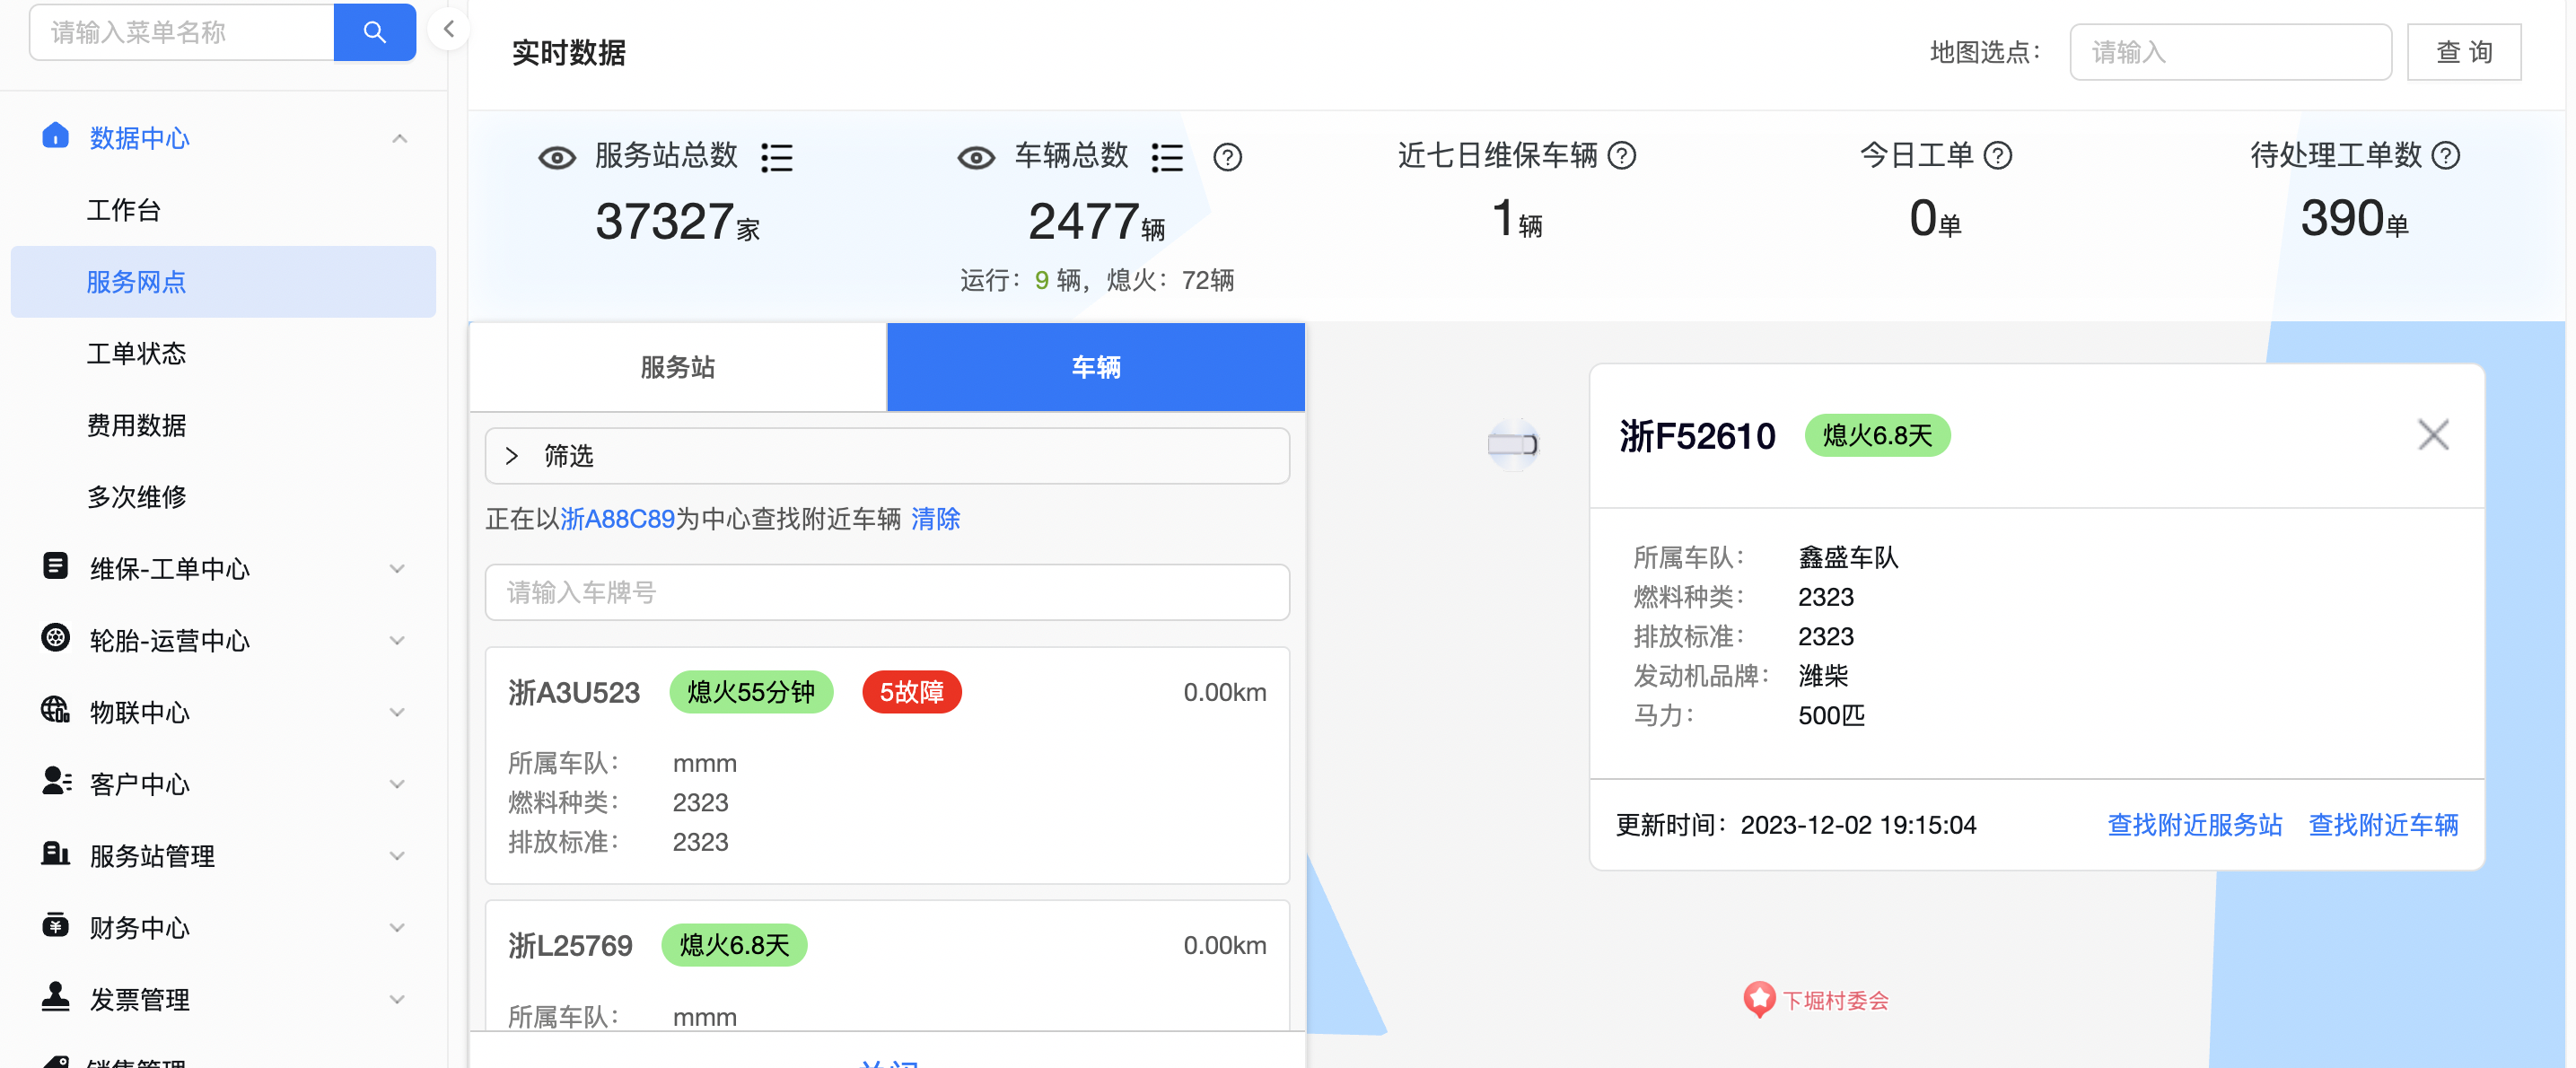 请输入菜单名称
实时数据
地图选点：
请输入
查 询
数据中心
工作台
服务网点
工单状态
费用数据
多次维修
维保-工单中心
轮胎-运营中心
物联中心
客户中心
服务站管理
财务中心
发票管理
销售管理
服务站总数
37327家
车辆总数
2477辆
运行：9 辆，熄火：72辆
近七日维保车辆
1辆
今日工单
0单
待处理工单数
390单
服务站
车辆
筛选
正在以浙A88C89为中心查找附近车辆 清除
请输入车牌号
浙A3U523 熄火55分钟 5故障 0.00km
所属车队： mmm
燃料种类： 2323
排放标准： 2323
浙L25769 熄火6.8天 0.00km
所属车队： mmm
关闭
浙F52610 熄火6.8天
所属车队： 鑫盛车队
燃料种类： 2323
排放标准： 2323
发动机品牌： 潍柴
马力： 500匹
更新时间：2023-12-02 19:15:04 查找附近服务站 查找附近车辆
下堀村委会